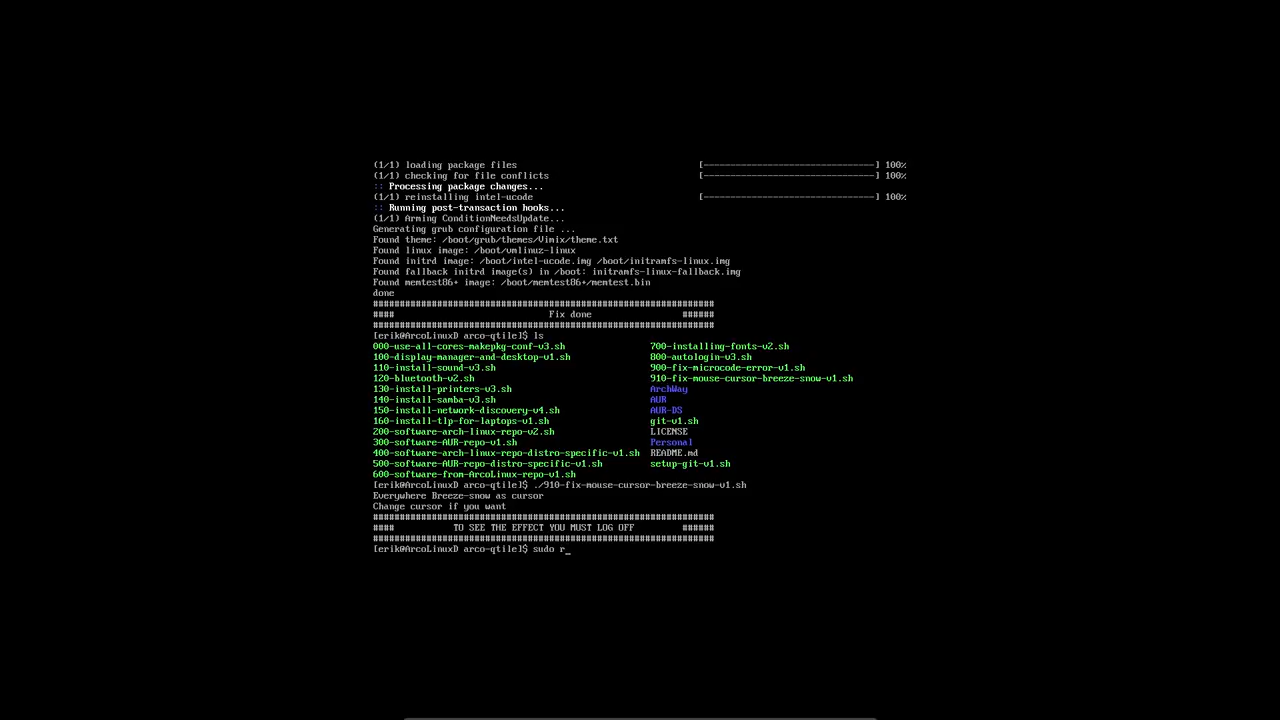 (1/1) loading package files [--------------------------------] 100%
(1/1) checking for file conflicts [--------------------------------] 100%
:: Processing package changes...
(1/1) reinstalling intel-ucode [--------------------------------] 100%
:: Running post-transaction hooks...
(1/1) Arming ConditionNeedsUpdate...
Generating grub configuration file ...
Found theme: /boot/grub/themes/Vimix/theme.txt
Found linux image: /boot/vmlinuz-linux
Found initrd image: /boot/intel-ucode.img /boot/initramfs-linux.img
Found fallback initrd image(s) in /boot: initramfs-linux-fallback.img
Found memtest86+ image: /boot/memtest86+/memtest.bin
done
################################################################
#### Fix done ######
################################################################
[erik@ArcoLinuxD arco-qtile]$ ls
000-use-all-cores-makepkg-conf-v3.sh 700-installing-fonts-v2.sh
100-display-manager-and-desktop-v1.sh 800-autologin-v3.sh
110-install-sound-v3.sh 900-fix-microcode-error-v1.sh
120-bluetooth-v2.sh 910-fix-mouse-cursor-breeze-snow-v1.sh
130-install-printers-v3.sh ArchWay
140-install-samba-v3.sh AUR
150-install-network-discovery-v4.sh AUR-DS
160-install-tlp-for-laptops-v1.sh git-v1.sh
200-software-arch-linux-repo-v2.sh LICENSE
300-software-AUR-repo-v1.sh Personal
400-software-arch-linux-repo-distro-specific-v1.sh README.md
500-software-AUR-repo-distro-specific-v1.sh setup-git-v1.sh
600-software-from-ArcoLinux-repo-v1.sh
[erik@ArcoLinuxD arco-qtile]$ ./910-fix-mouse-cursor-breeze-snow-v1.sh
Everywhere Breeze-snow as cursor
Change cursor if you want
################################################################
#### TO SEE THE EFFECT YOU MUST LOG OFF ######
################################################################
[erik@ArcoLinuxD arco-qtile]$ sudo r_